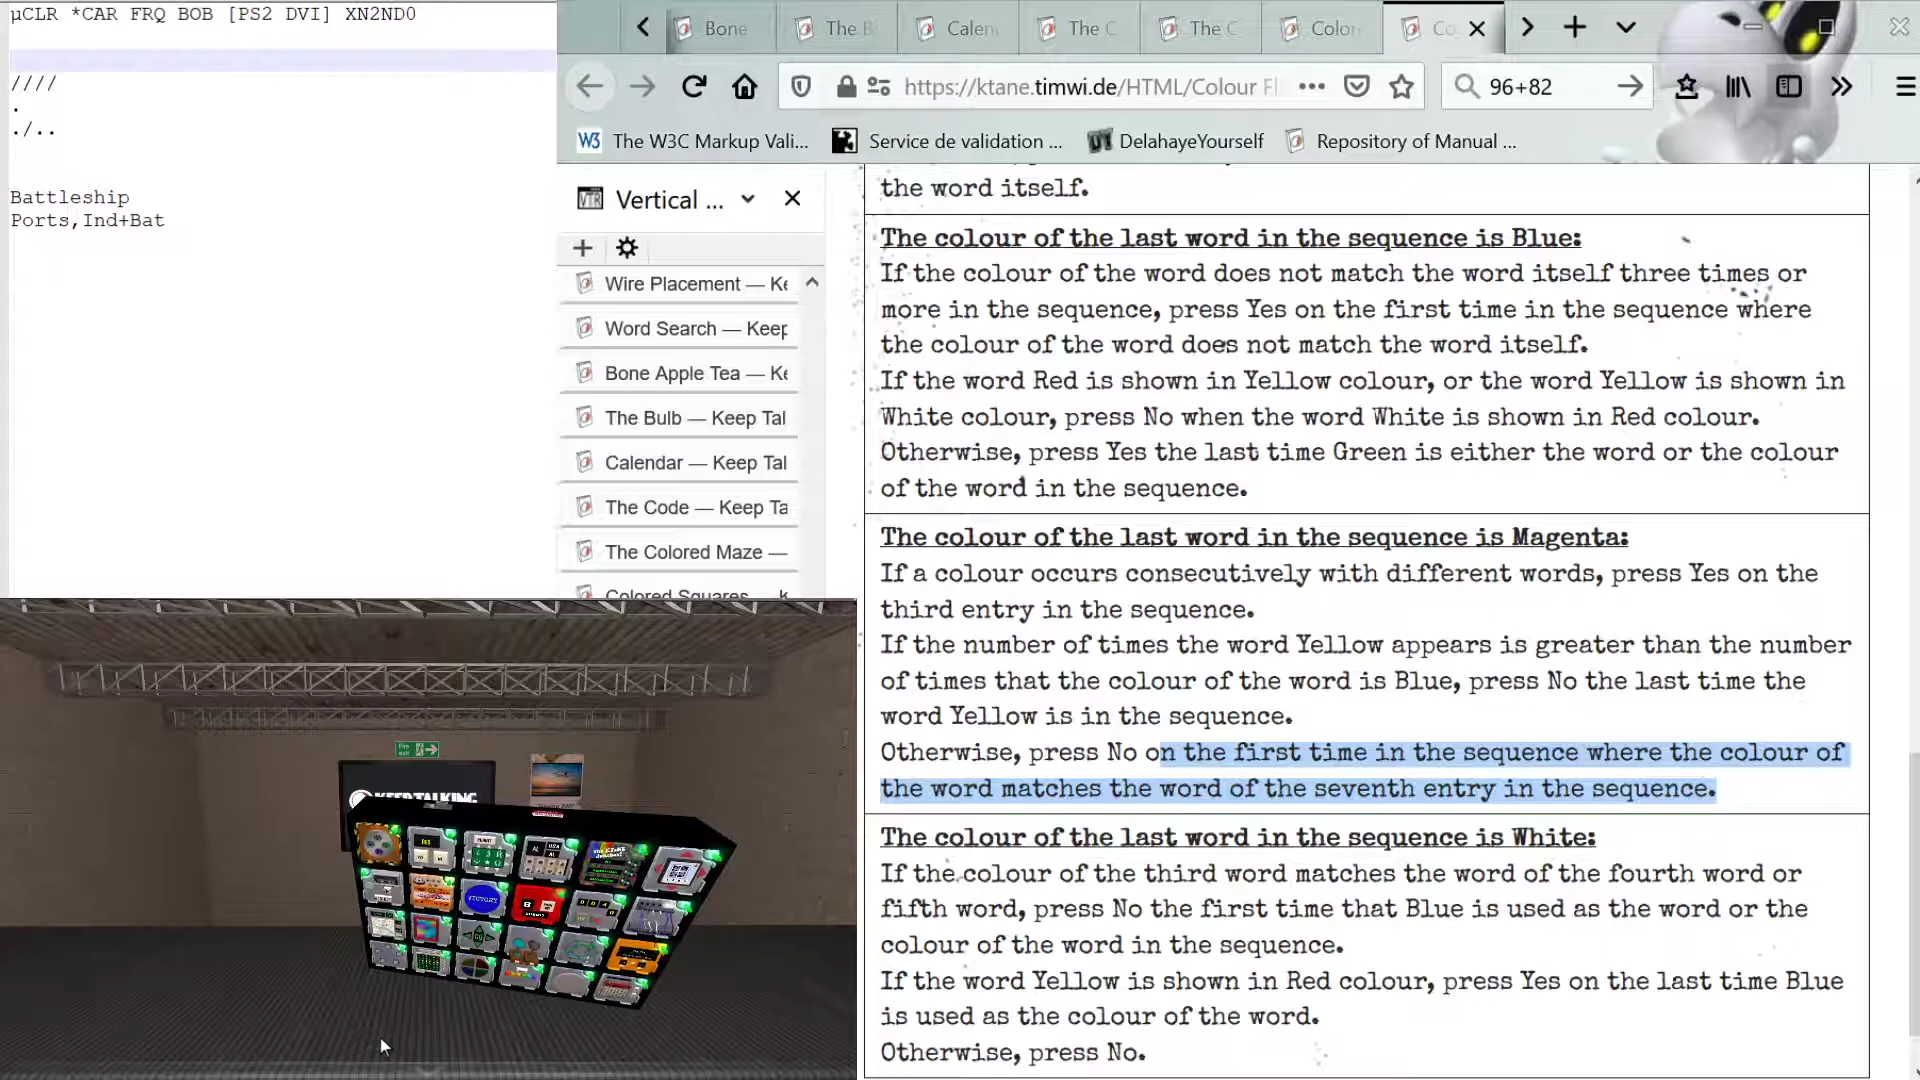 µCLR *CAR FRQ BOB [PS2 DVI] XN2ND0
////
.
./..
Battleship
Ports,Ind+Bat
Bone
The B
Calen
The C
The C
Color
Co
https://ktane.timwi.de/HTML/Colour Fl
96+82
The W3C Markup Vali...
Service de validation ...
DelahayeYourself
Repository of Manual ...
Vertical ...
Wire Placement — Ke
Word Search — Keep
Bone Apple Tea — Ke
The Bulb — Keep Tal
Calendar — Keep Tal
The Code — Keep Ta
The Colored Maze —
Colored Squares — K
the word itself.
The colour of the last word in the sequence is Blue:
If the colour of the word does not match the word itself three times or
more in the sequence, press Yes on the first time in the sequence where
the colour of the word does not match the word itself.
If the word Red is shown in Yellow colour, or the word Yellow is shown in
White colour, press No when the word White is shown in Red colour.
Otherwise, press Yes the last time Green is either the word or the colour
of the word in the sequence.
The colour of the last word in the sequence is Magenta:
If a colour occurs consecutively with different words, press Yes on the
third entry in the sequence.
If the number of times the word Yellow appears is greater than the number
of times that the colour of the word is Blue, press No the last time the
word Yellow is in the sequence.
Otherwise, press No on the first time in the sequence where the colour of
the word matches the word of the seventh entry in the sequence.
The colour of the last word in the sequence is White:
If the colour of the third word matches the word of the fourth word or
fifth word, press No the first time that Blue is used as the word or the
colour of the word in the sequence.
If the word Yellow is shown in Red colour, press Yes on the last time Blue
is used as the colour of the word.
Otherwise, press No.
Fire exit
KEEP TALKING
VICTORY